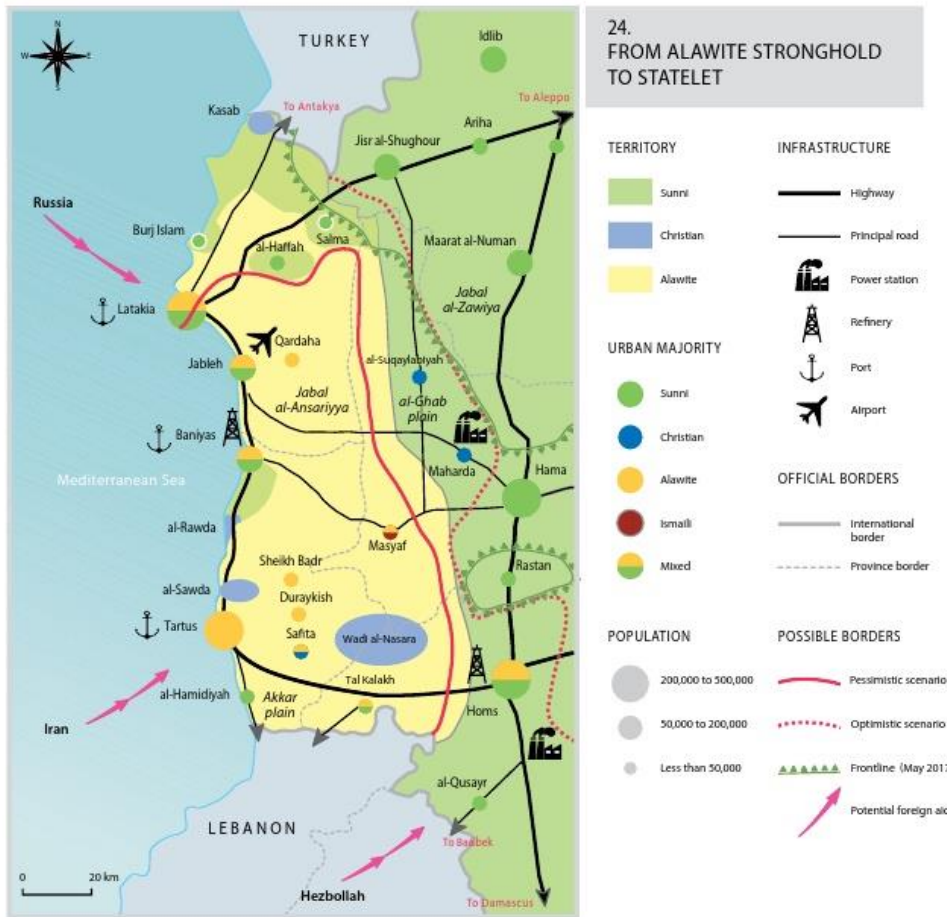 24.
FROM ALAWITE STRONGHOLD
TO STATELET
N
W
E
S
TURKEY
Idlib
To Antakya
To Aleppo
Kasab
Ariha
Jisr al-Shughour
Russia
Burj Islam
Salma
al-Haffah
Maarat al-Numan
Latakia
Jabal
al-Zawiya
Qardaha
al-Suqaylabiyah
Jableh
Jabal
al-Ansariyya
al-Ghab
plain
Baniyas
Maharda
Hama
Mediterranean Sea
al-Rawda
Masyaf
Sheikh Badr
Rastan
al-Sawda
Duraykish
Tartus
Safita
Wadi al-Nasara
Tal Kalakh
al-Hamidiyah
Akkar
plain
Homs
Iran
al-Qusayr
LEBANON
To Baalbek
0
20 km
Hezbollah
To Damascus
TERRITORY
Sunni
Christian
Alawite
URBAN MAJORITY
Sunni
Christian
Alawite
Ismaili
Mixed
POPULATION
200,000 to 500,000
50,000 to 200,000
Less than 50,000
INFRASTRUCTURE
Highway
Principal road
Power station
Refinery
Port
Airport
OFFICIAL BORDERS
International
border
Province border
POSSIBLE BORDERS
Pessimistic scenario
Optimistic scenario
Frontline (May 201
Potential foreign aid